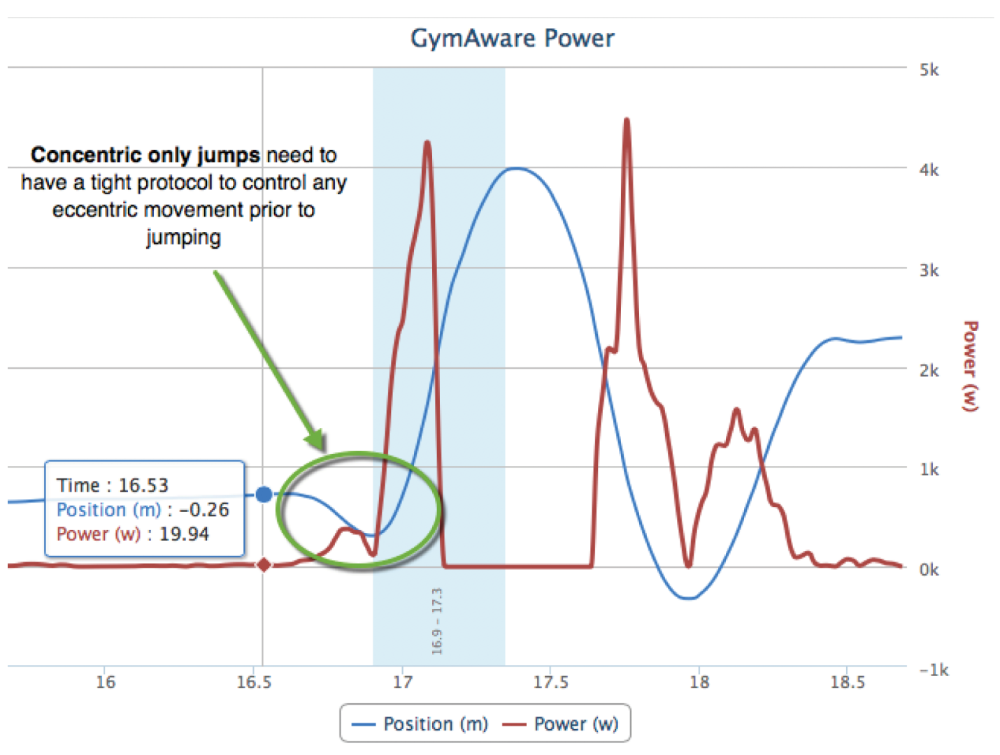 GymAware Power
5k
Concentric only jumps need to
have a tight protocol to control any
eccentric movement prior to
jumping
4k
3k
Power (w)
2k
1k
Time : 16.53
Position (m) : -0.26
Power (w) : 19.94
0k
16.9 - 17.3
-1k
16
16.5
17
17.5
18
18.5
Position (m)
Power (w)